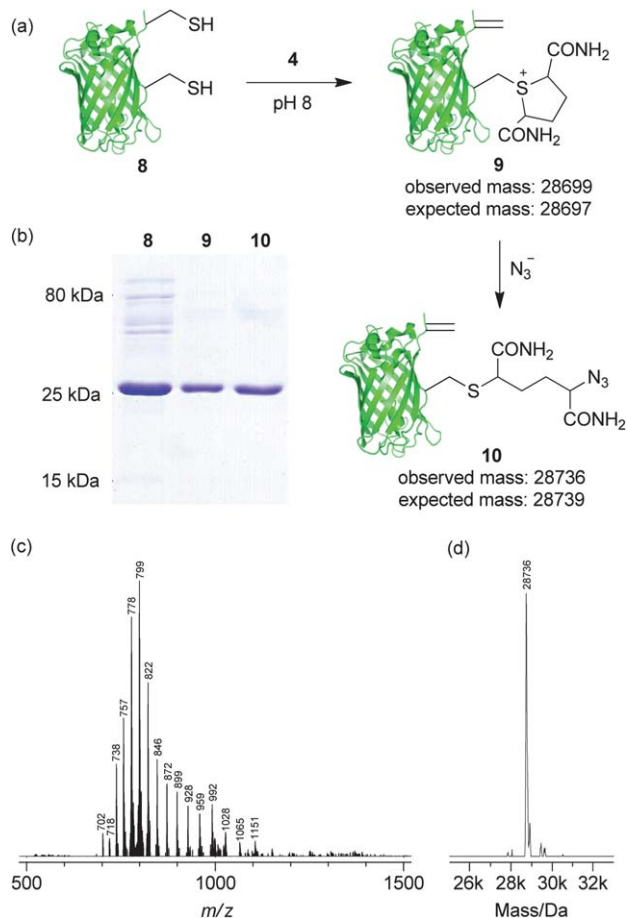 (a)
SH
SH
8
4
pH 8
S+
CONH2
CONH2
9
observed mass: 28699
expected mass: 28697
(b)
8 9 10
80 kDa
25 kDa
15 kDa
N3−
CONH2
S
N3
CONH2
10
observed mass: 28736
expected mass: 28739
(c)
702
718
738
757
778
799
822
846
872
899
928
959
992
1028
1065
1151
500 1000 1500
m/z
(d)
28736
26k 28k 30k 32k
Mass/Da